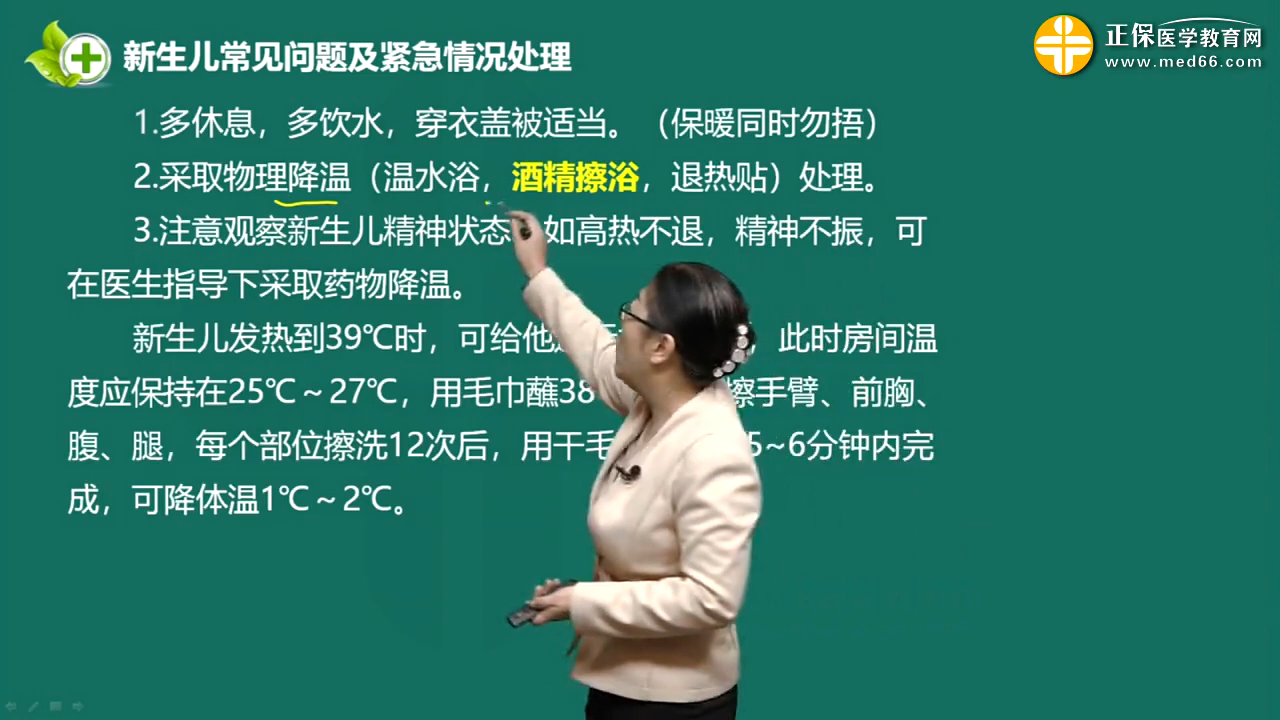 新生儿常见问题及紧急情况处理
正保医学教育网
www.med66.com
1.多休息，多饮水，穿衣盖被适当。（保暖同时勿捂）
2.采取物理降温（温水浴，酒精擦浴，退热贴）处理。
3.注意观察新生儿精神状态 如高热不退，精神不振，可
在医生指导下采取药物降温。
新生儿发热到39℃时，可给他 此时房间温
度应保持在25℃～27℃，用毛巾蘸38 擦手臂、前胸、
腹、腿，每个部位擦洗12次后，用干毛 5~6分钟内完
成，可降体温1℃～2℃。